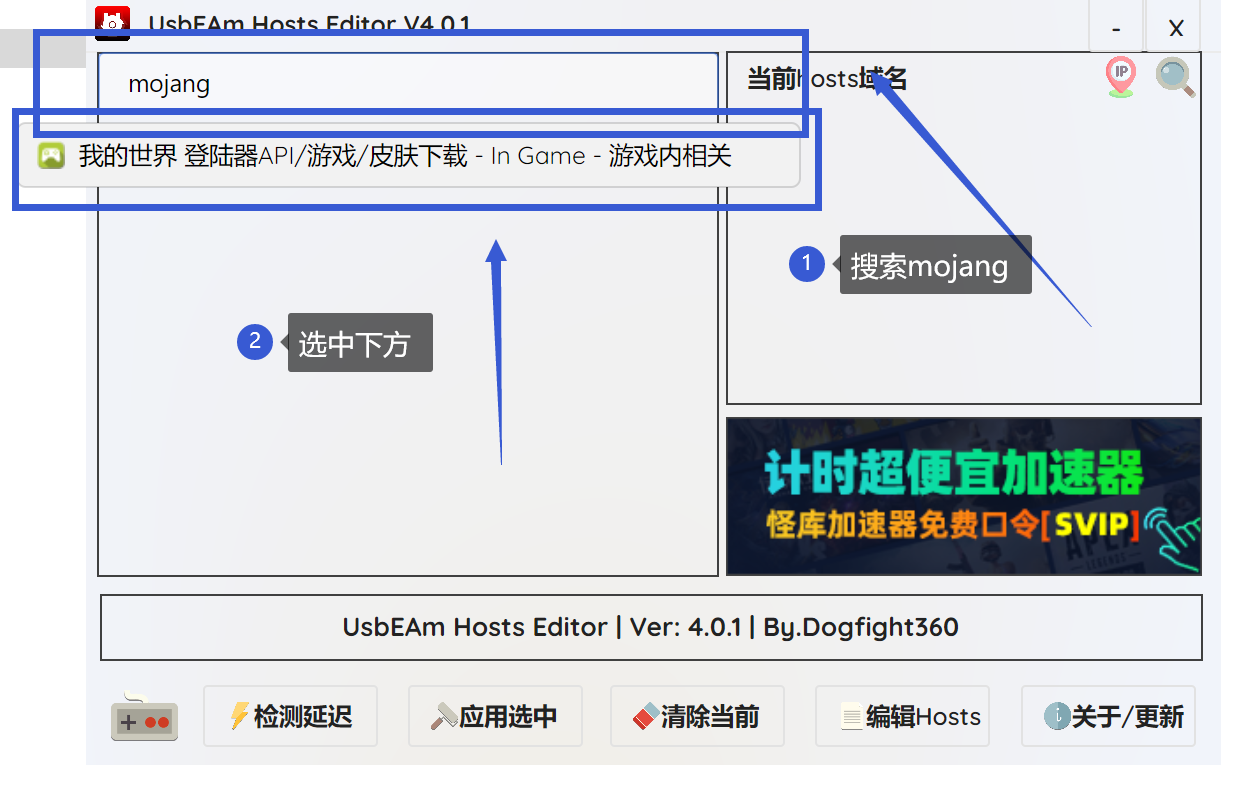 UsbEAm Hosts Editor V4.0.1
-
X
mojang
当前hosts域名
IP
我的世界 登陆器API/游戏/皮肤下载 - In Game - 游戏内相关
1
搜索mojang
2
选中下方
计时超便宜加速器
怪库加速器免费口令[SVIP]
APEX
LEGENDS
UsbEAm Hosts Editor | Ver: 4.0.1 | By.Dogfight360
检测延迟
应用选中
清除当前
编辑Hosts
关于/更新